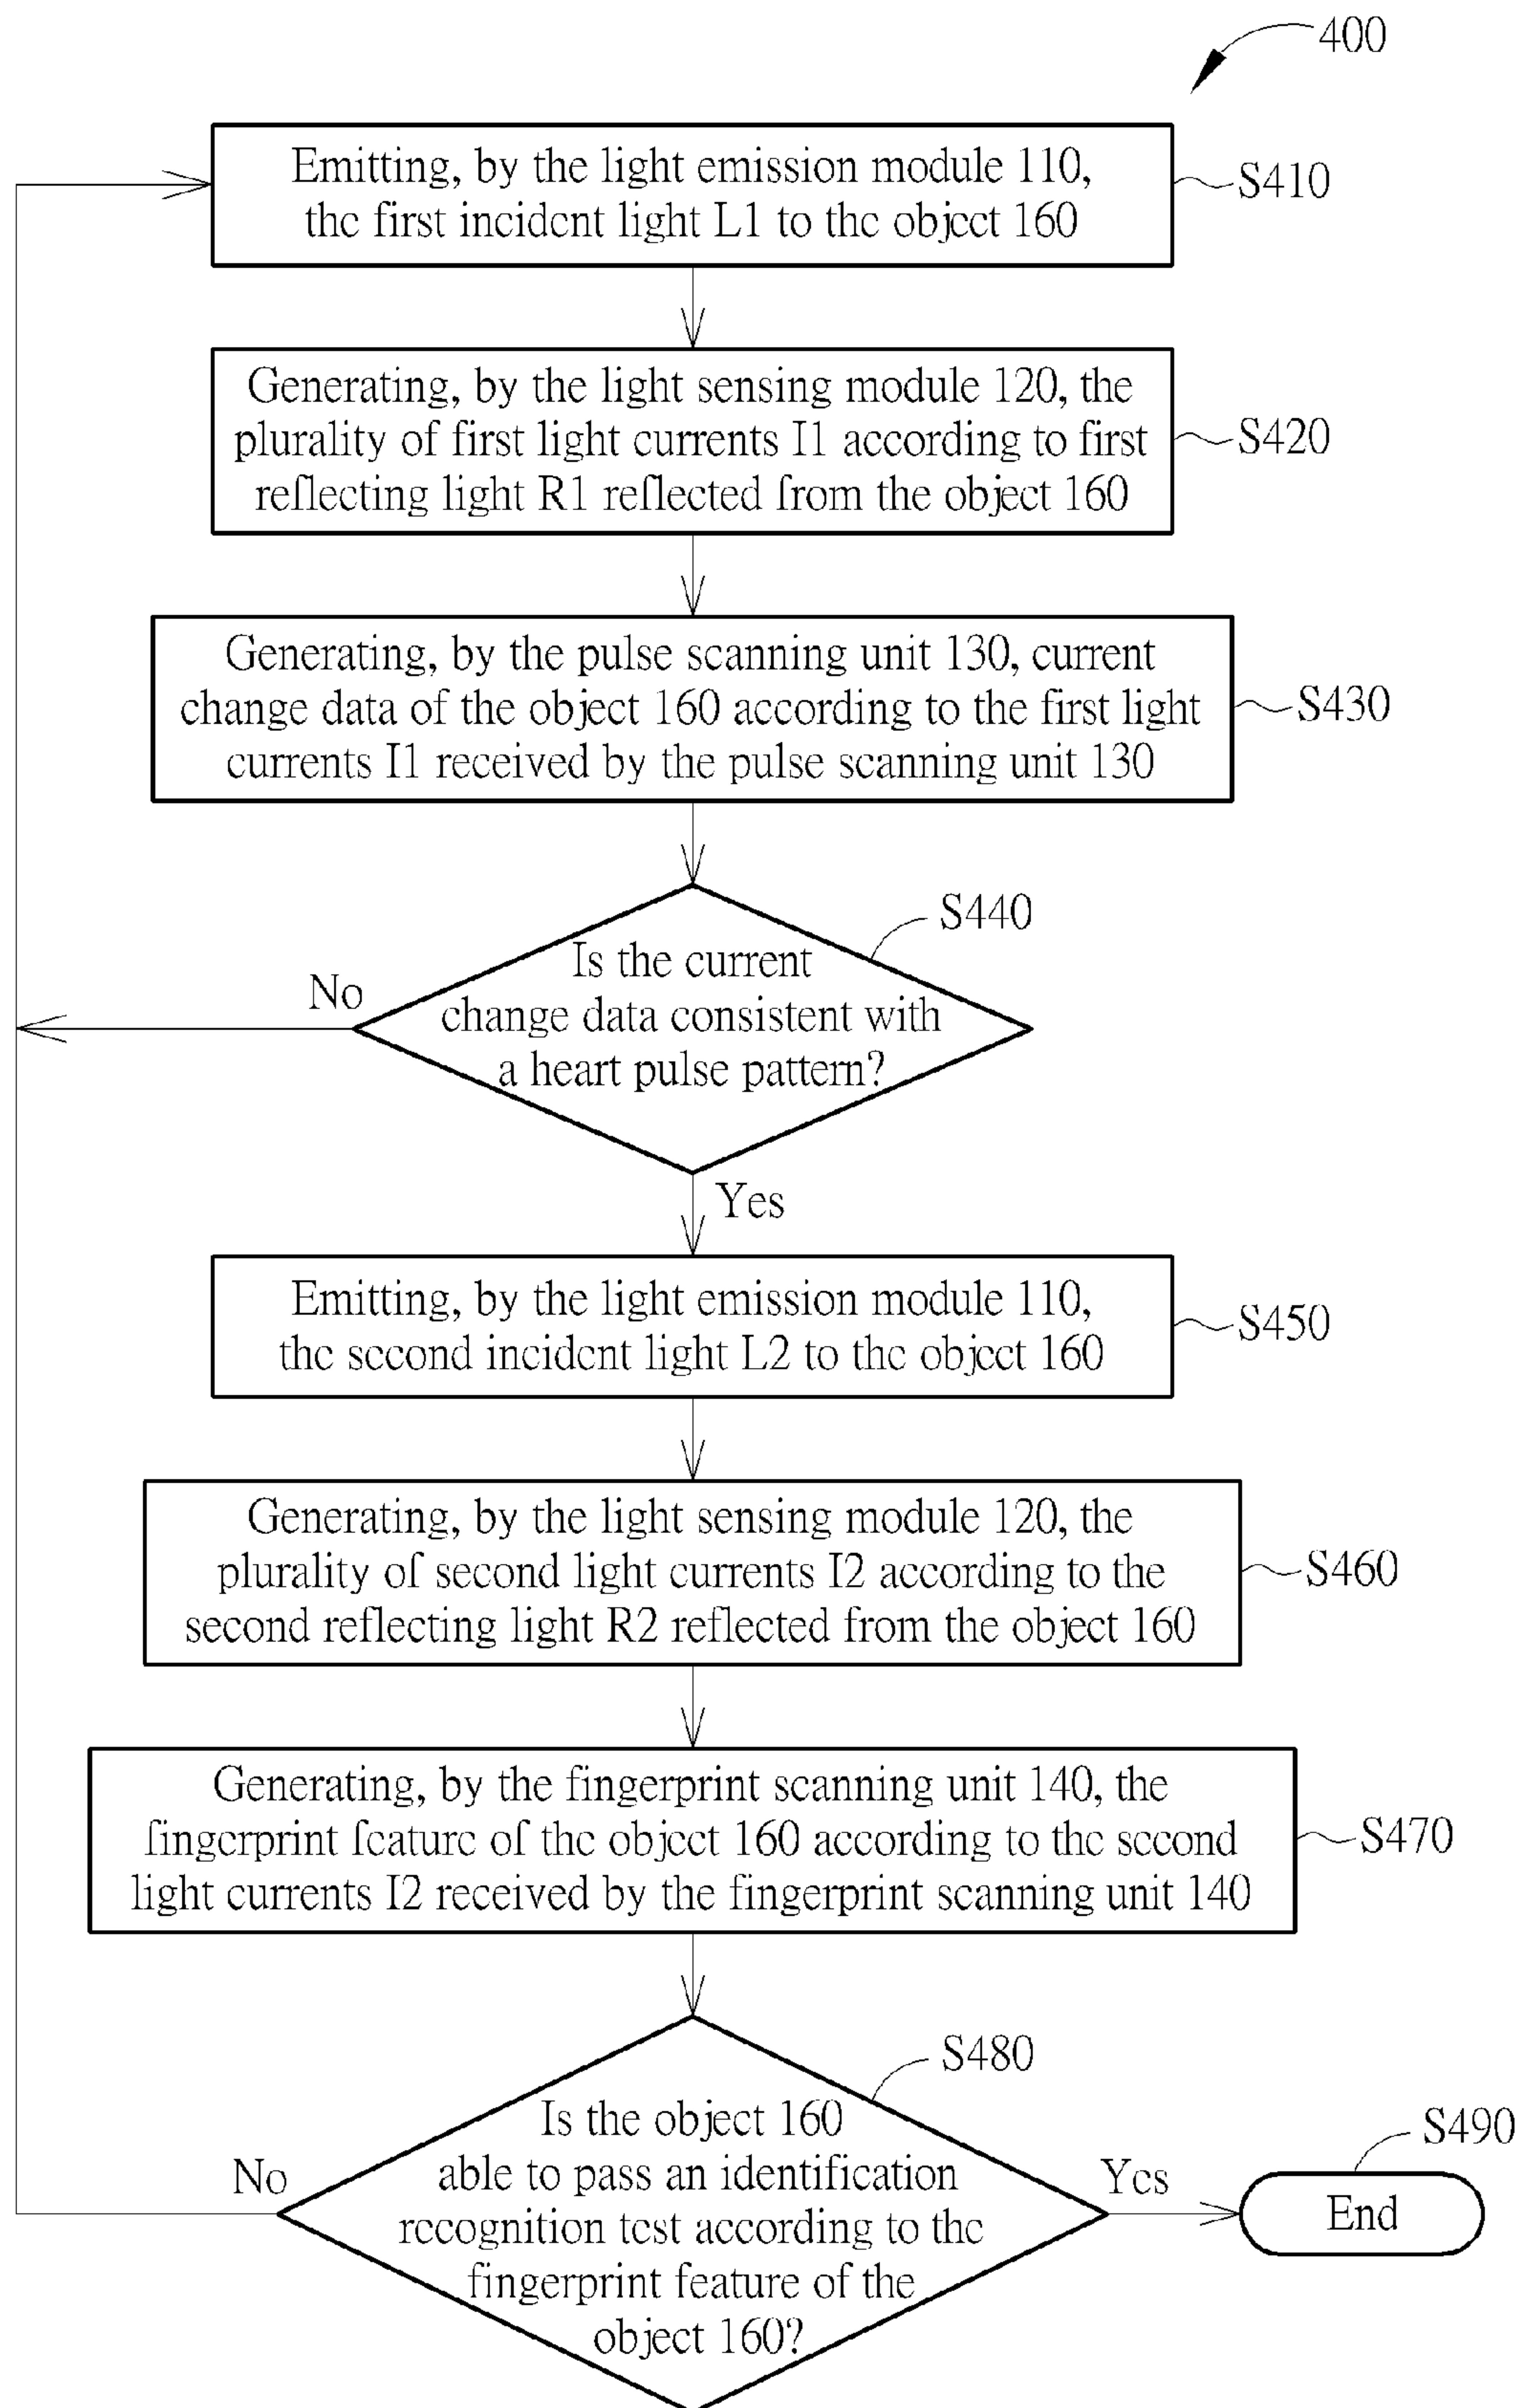 400
Emitting, by the light emission module 110,
the first incident light L1 to the object 160
S410
Generating, by the light sensing module 120, the
plurality of first light currents I1 according to first
reflecting light R1 reflected from the object 160
S420
Generating, by the pulse scanning unit 130, current
change data of the object 160 according to the first light
currents I1 received by the pulse scanning unit 130
S430
S440
Is the current
change data consistent with
a heart pulse pattern?
No
Yes
Emitting, by the light emission module 110,
the second incident light L2 to the object 160
S450
Generating, by the light sensing module 120, the
plurality of second light currents I2 according to the
second reflecting light R2 reflected from the object 160
S460
Generating, by the fingerprint scanning unit 140, the
fingerprint feature of the object 160 according to the second
light currents I2 received by the fingerprint scanning unit 140
S470
S480
Is the object 160
able to pass an identification
recognition test according to the
fingerprint feature of the
object 160?
No
Yes
S490
End